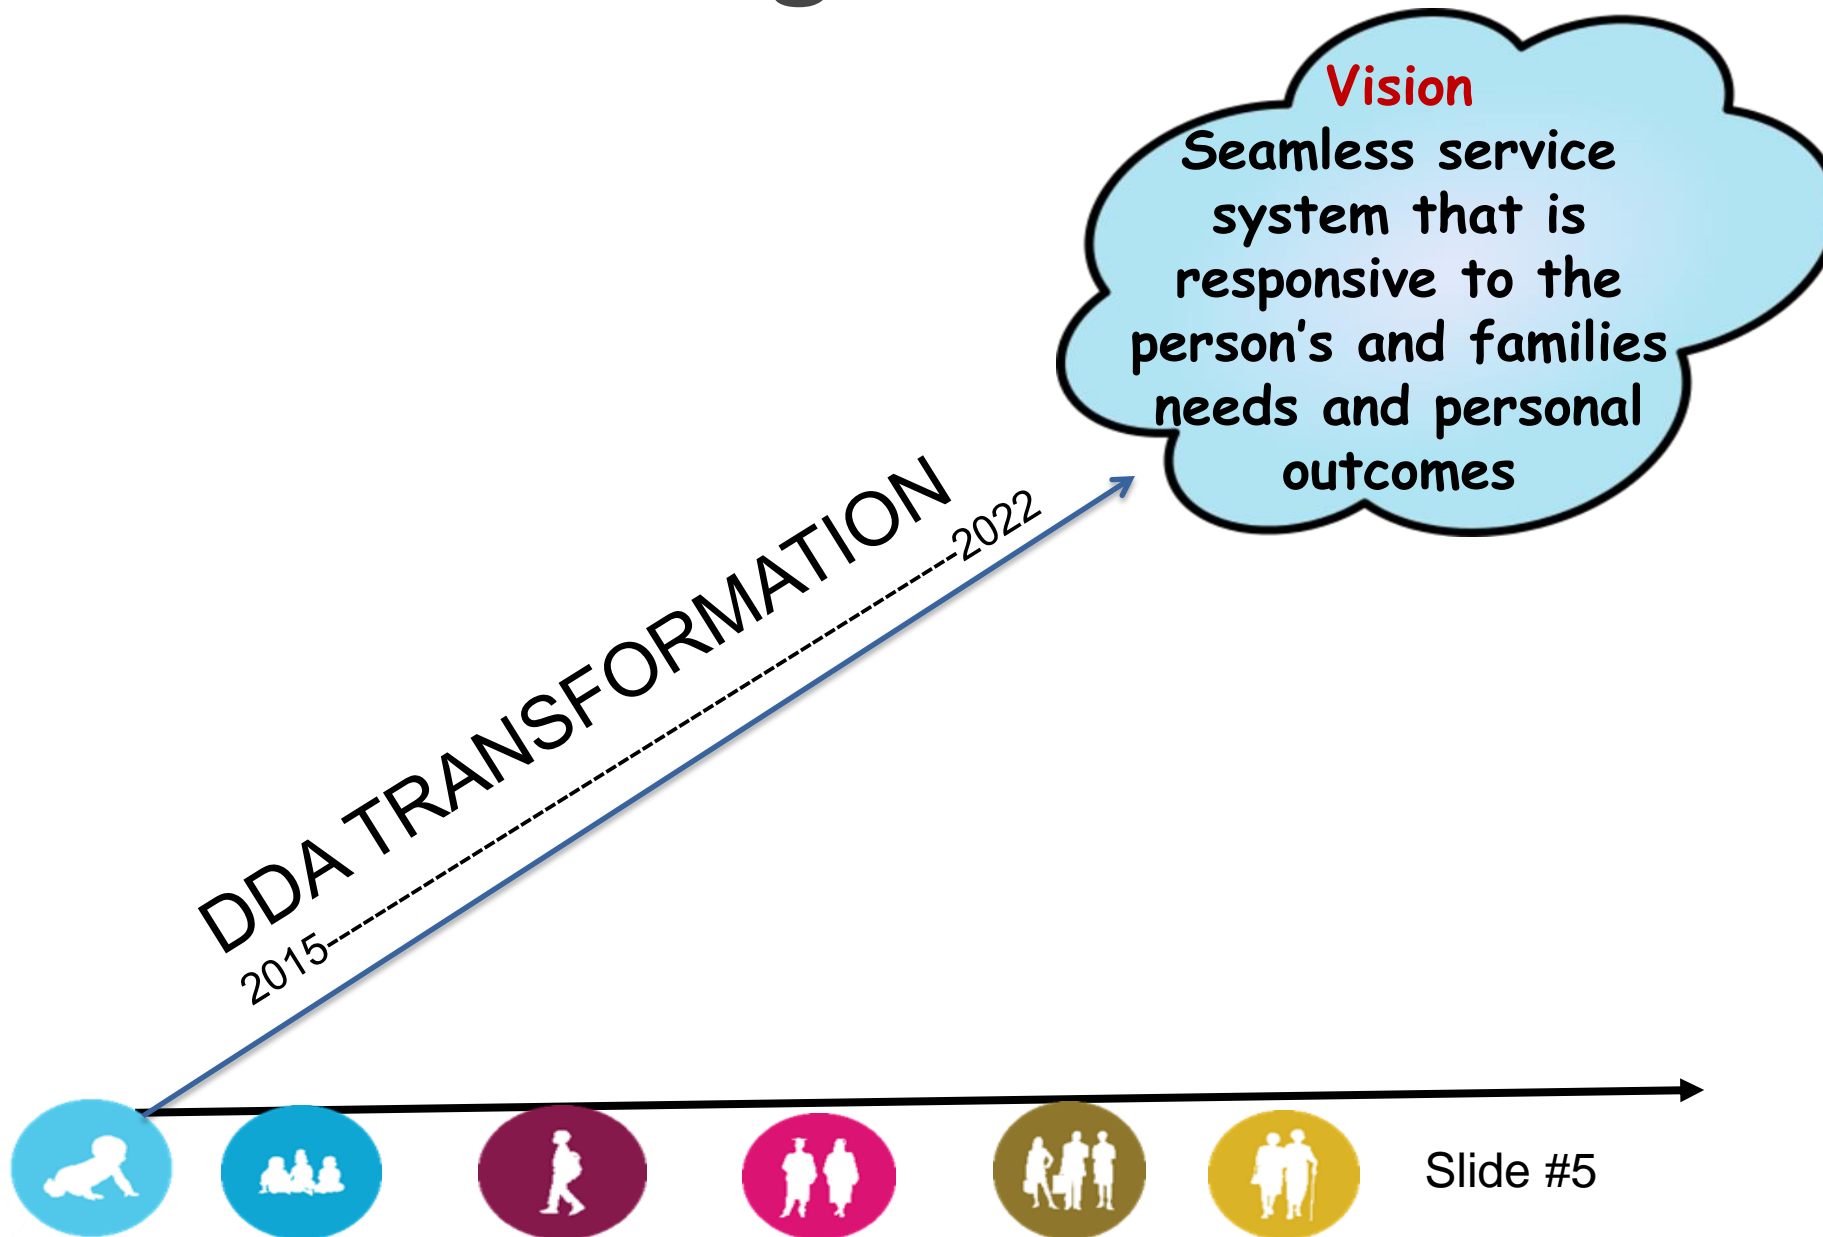 Vision
Seamless service
system that is
responsive to the
person's and families
needs and personal
outcomes
DDA TRANSFORMATION
2015--------------------------------------------------2022
Slide #5